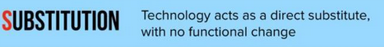 SUBSTITUTION
Technology acts as a direct substitute,
with no functional change